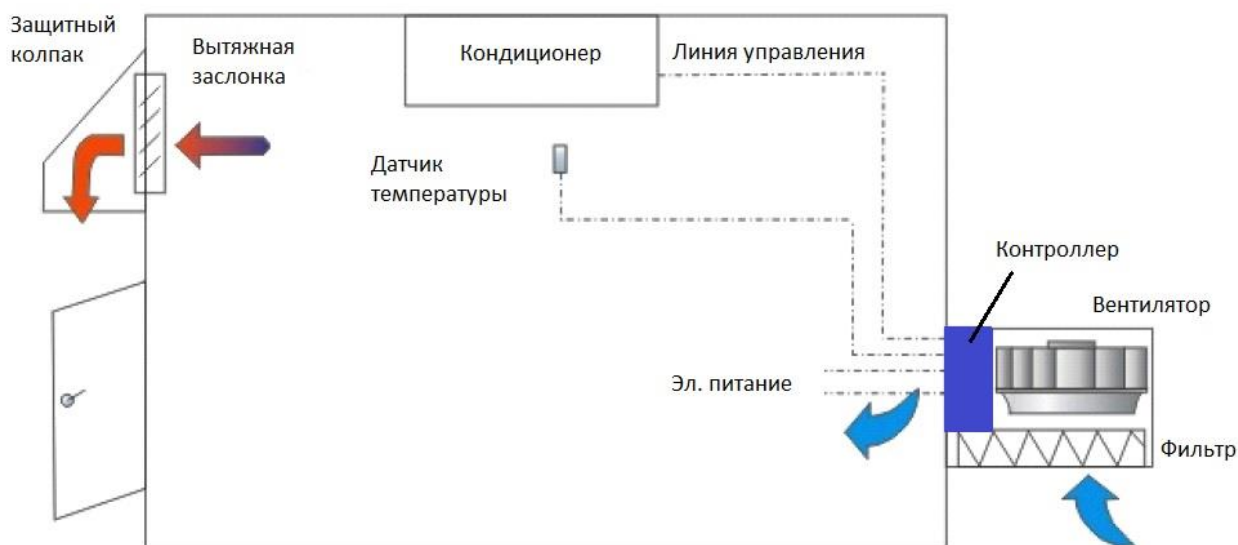 Защитный
колпак
Вытяжная
заслонка
Кондиционер
Линия управления
Датчик
температуры
Контроллер
Вентилятор
Эл. питание
Фильтр